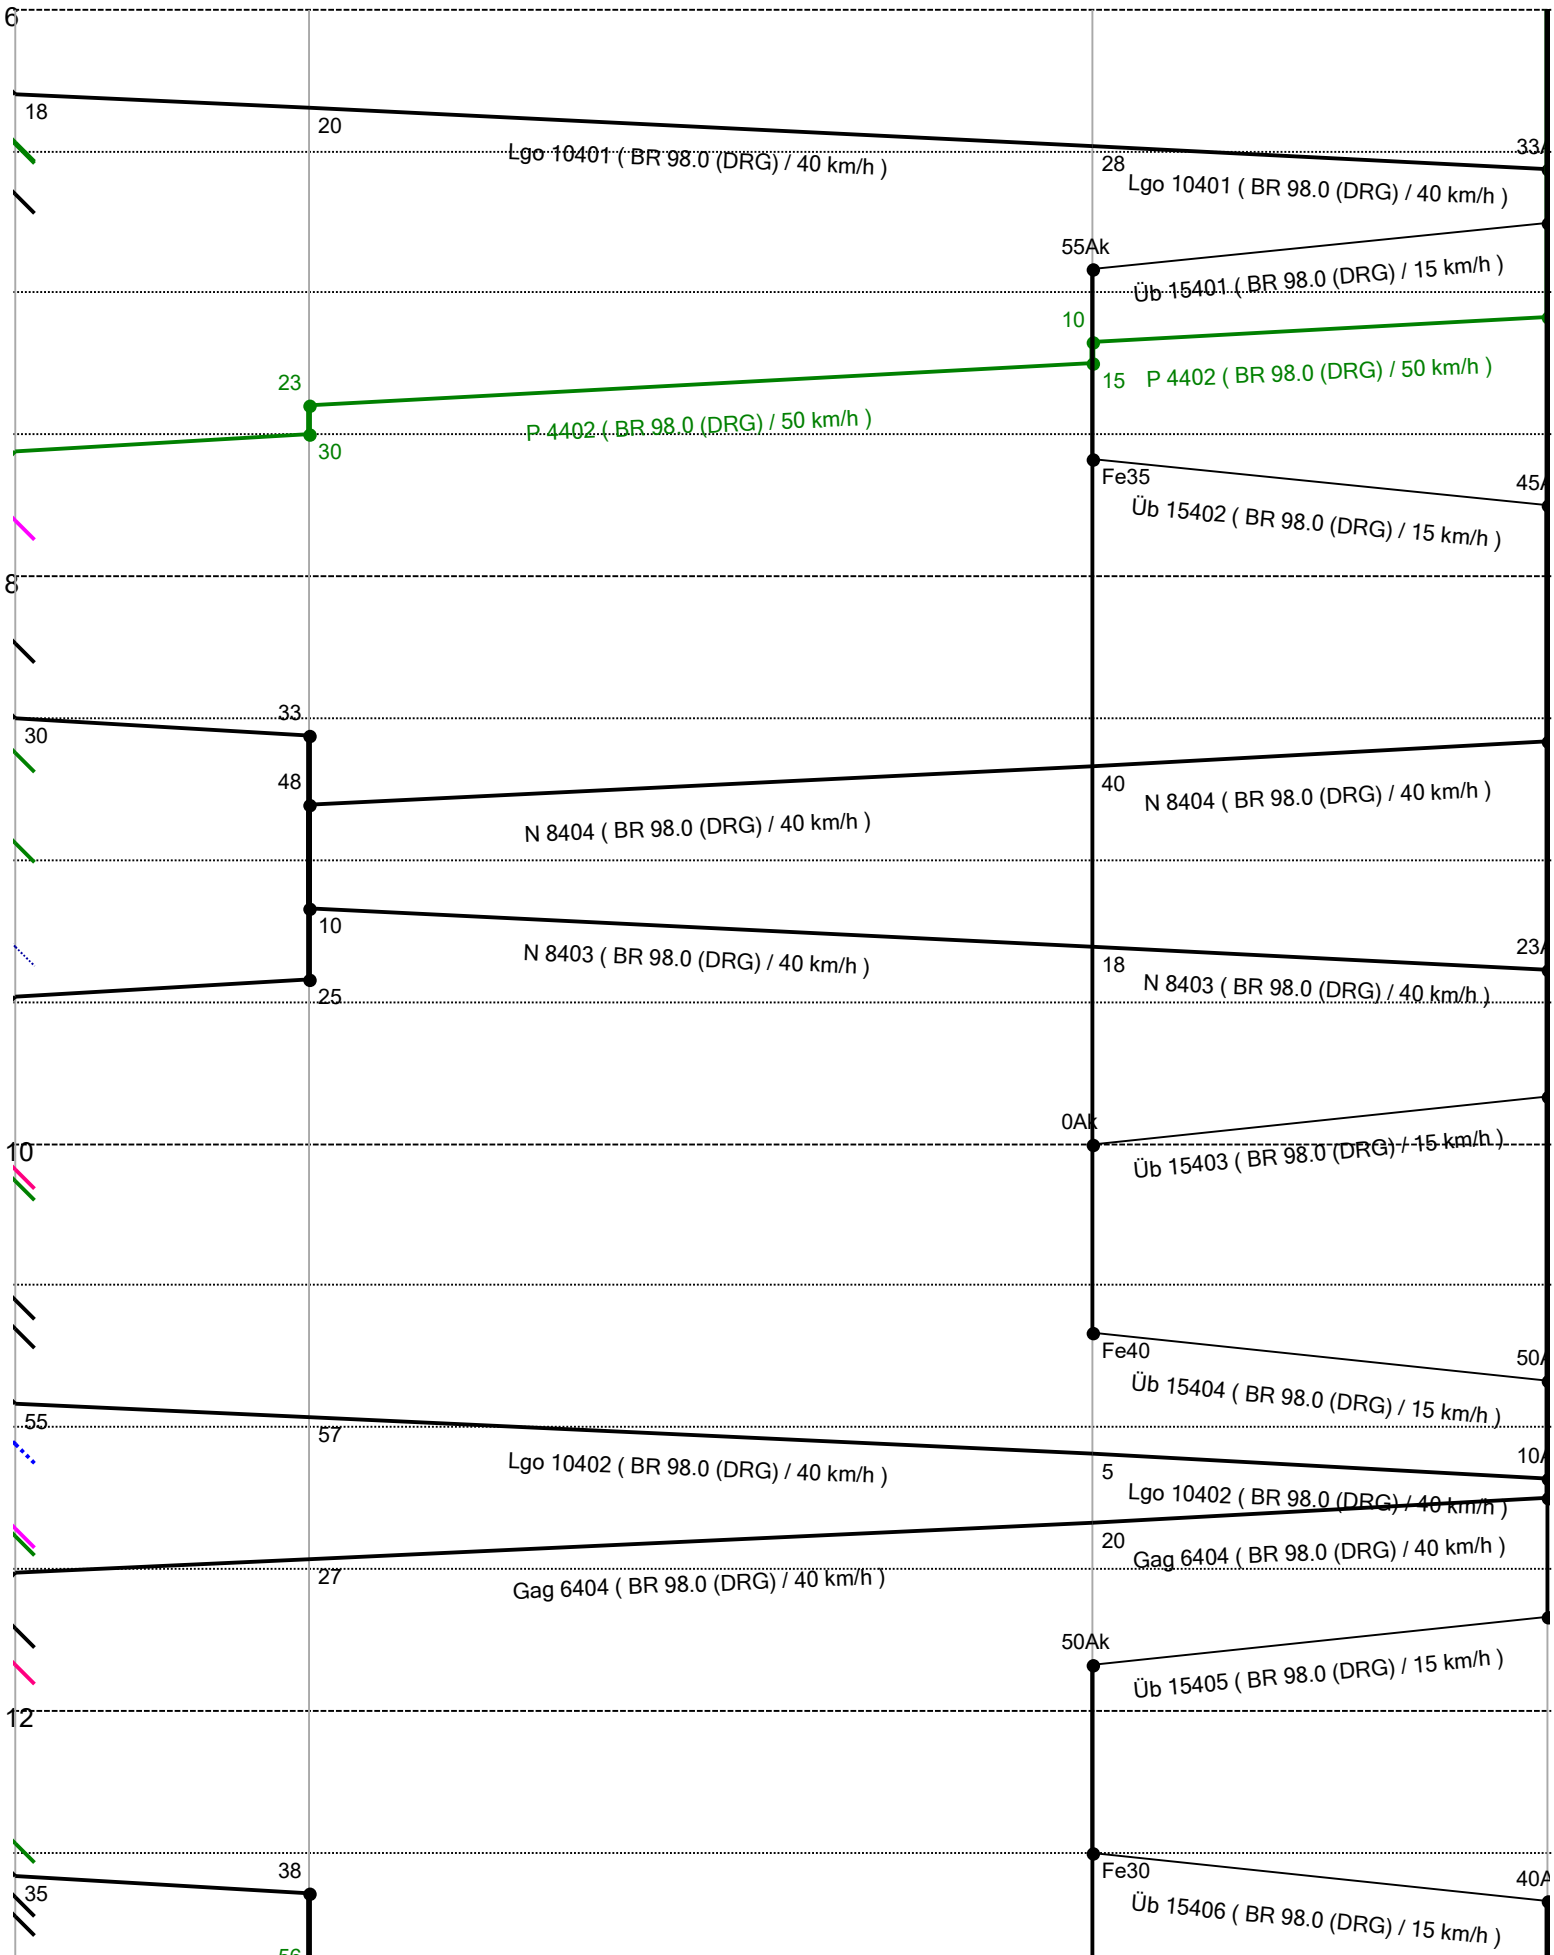 6
18
20
Lgo 10401 ( BR 98.0 (DRG) / 40 km/h )
28
33A
Lgo 10401 ( BR 98.0 (DRG) / 40 km/h )
55Ak
Üb 15401 ( BR 98.0 (DRG) / 15 km/h )
10
23
15
P 4402 ( BR 98.0 (DRG) / 50 km/h )
P 4402 ( BR 98.0 (DRG) / 50 km/h )
30
Fe35
45A
Üb 15402 ( BR 98.0 (DRG) / 15 km/h )
8
33
30
48
40
N 8404 ( BR 98.0 (DRG) / 40 km/h )
N 8404 ( BR 98.0 (DRG) / 40 km/h )
10
N 8403 ( BR 98.0 (DRG) / 40 km/h )
18
23A
N 8403 ( BR 98.0 (DRG) / 40 km/h )
25
0Ak
10
Üb 15403 ( BR 98.0 (DRG) / 15 km/h )
Fe40
50A
Üb 15404 ( BR 98.0 (DRG) / 15 km/h )
55
57
Lgo 10402 ( BR 98.0 (DRG) / 40 km/h )
5
10A
Lgo 10402 ( BR 98.0 (DRG) / 40 km/h )
20
Gag 6404 ( BR 98.0 (DRG) / 40 km/h )
27
Gag 6404 ( BR 98.0 (DRG) / 40 km/h )
50Ak
Üb 15405 ( BR 98.0 (DRG) / 15 km/h )
12
38
35
Fe30
40A
Üb 15406 ( BR 98.0 (DRG) / 15 km/h )
56